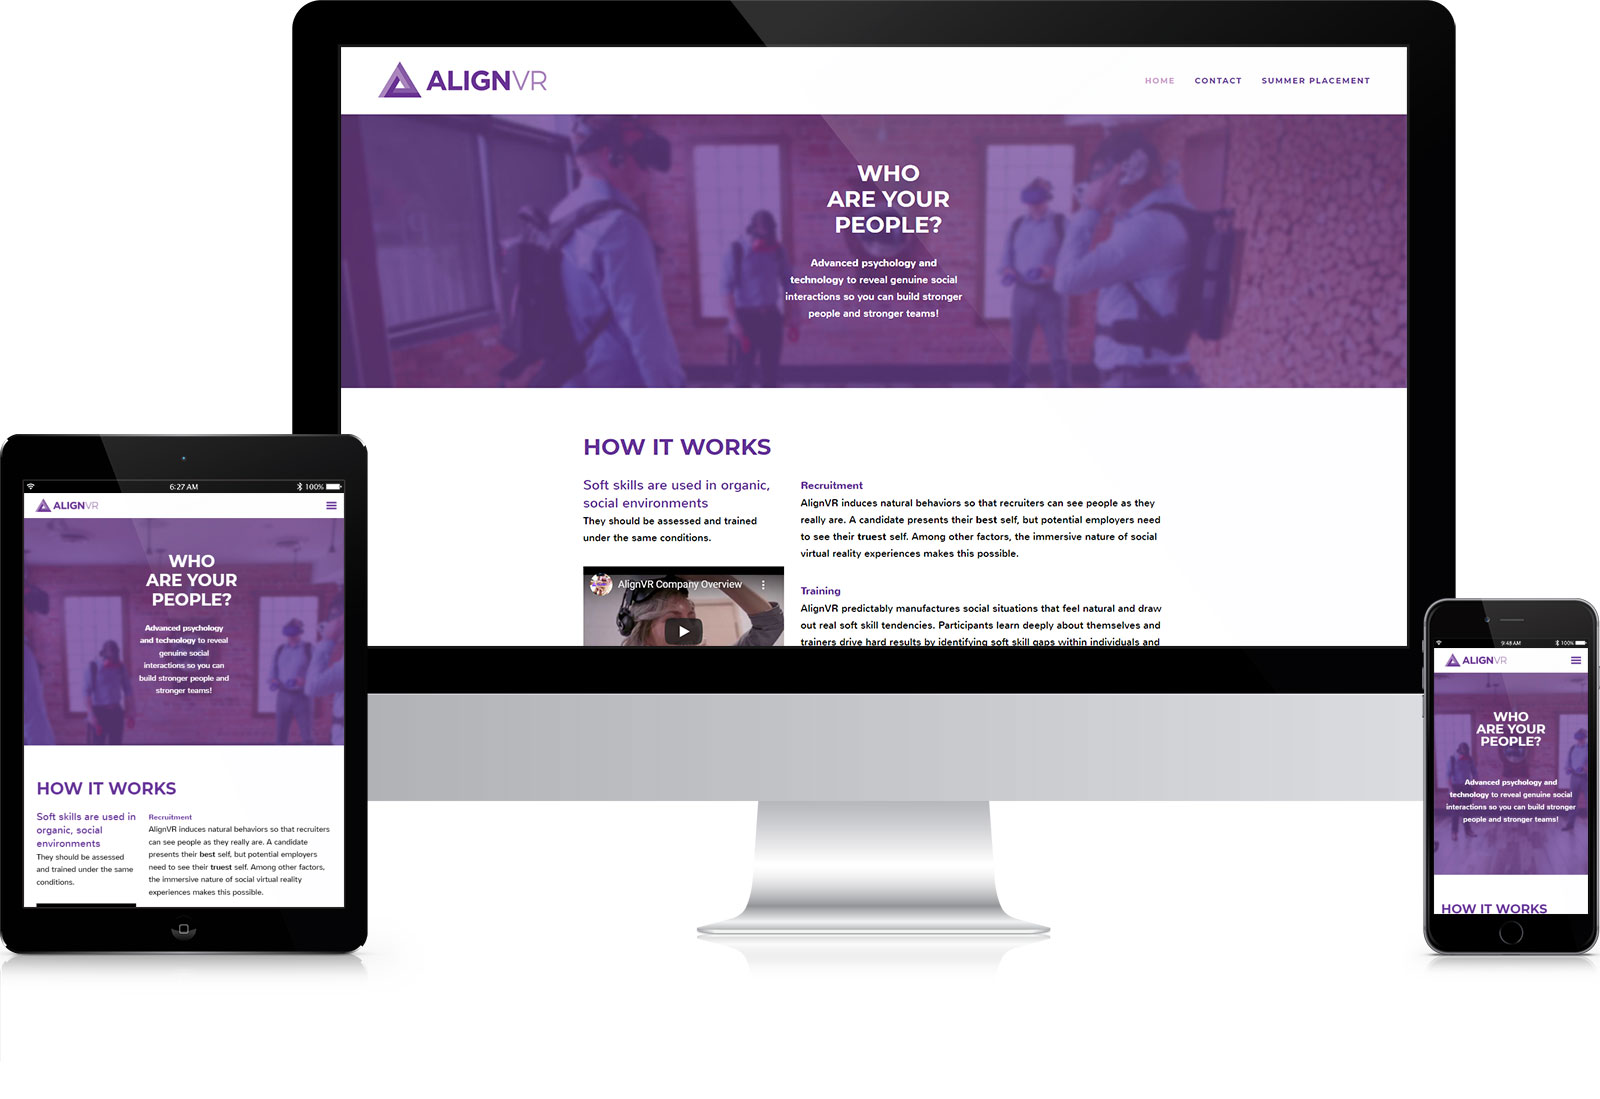 ALIGNVR
HOME CONTACT SUMMER PLACEMENT
WHO
ARE YOUR
PEOPLE?
Advanced psychology and
technology to reveal genuine social
interactions so you can build stronger
people and stronger teams!
HOW IT WORKS
Soft skills are used in organic,
social environments
They should be assessed and trained
under the same conditions.
AlignVR Company Overview
Recruitment
AlignVR induces natural behaviors so that recruiters can see people as they
really are. A candidate presents their best self, but potential employers need
to see their truest self. Among other factors, the immersive nature of social
virtual reality experiences makes this possible.
Training
AlignVR predictably manufactures social situations that feel natural and draw
out real soft skill tendencies. Participants learn deeply about themselves and
trainers drive hard results by identifying soft skill gaps within individuals and
6:27 AM 100%
ALIGNVR
WHO
ARE YOUR
PEOPLE?
Advanced psychology
and technology to reveal
genuine social
interactions so you can
build stronger people and
stronger teams!
HOW IT WORKS
Soft skills are used in
organic, social
environments
They should be assessed
and trained under the same
conditions.
Recruitment
AlignVR induces natural behaviors so that recruiters
can see people as they really are. A candidate
presents their best self, but potential employers
need to see their truest self. Among other factors,
the immersive nature of social virtual reality
experiences makes this possible.
9:48 AM 100%
ALIGNVR
WHO
ARE YOUR
PEOPLE?
Advanced psychology and
technology to reveal genuine social
interactions so you can build stronger
people and stronger teams!
HOW IT WORKS